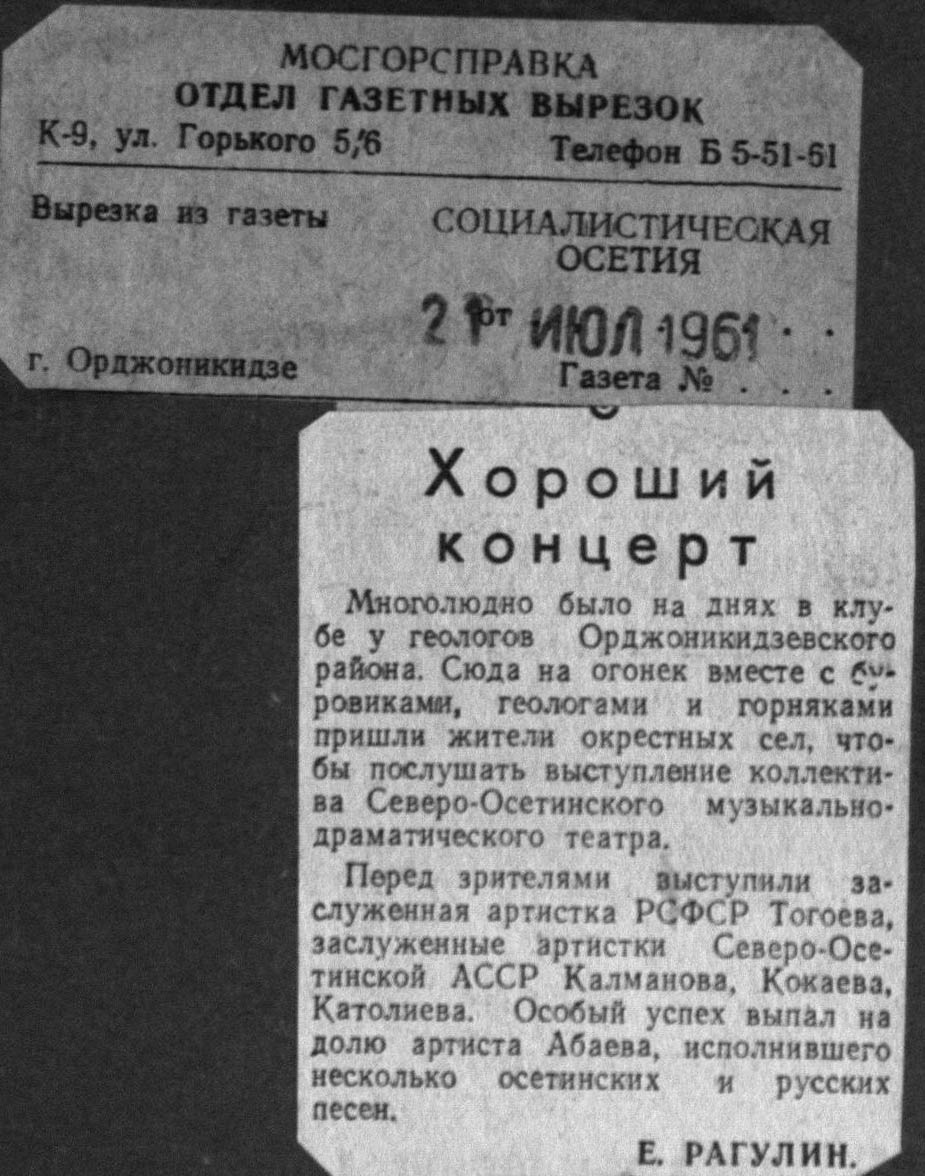 МОСГОРСПРАВКА
ОТДЕЛ ГАЗЕТНЫХ ВЫРЕЗОК
К-9, ул. Горького 5/6
Телефон Б 5-51-61
Вырезка из газеты
СОЦИАЛИСТИЧЕСКАЯ
ОСЕТИЯ
21 от ИЮЛ 1961 . .
г. Орджоникидзе
Газета № . . .
Хороший
концерт
Многолюдно было на днях в клу-
бе у геологов Орджоникидзевского
района. Сюда на огонек вместе с бу-
ровиками, геологами и горняками
пришли жители окрестных сел, что-
бы послушать выступление коллекти-
ва Северо-Осетинского музыкально-
драматического театра.
Перед зрителями выступили за-
служенная артистка РСФСР Тогоева,
заслуженные артистки Северо-Осе-
тинской АССР Калманова, Кокаева,
Католиева. Особый успех выпал на
долю артиста Абаева, исполнившего
несколько осетинских и русских
песен.
Е. РАГУЛИН.